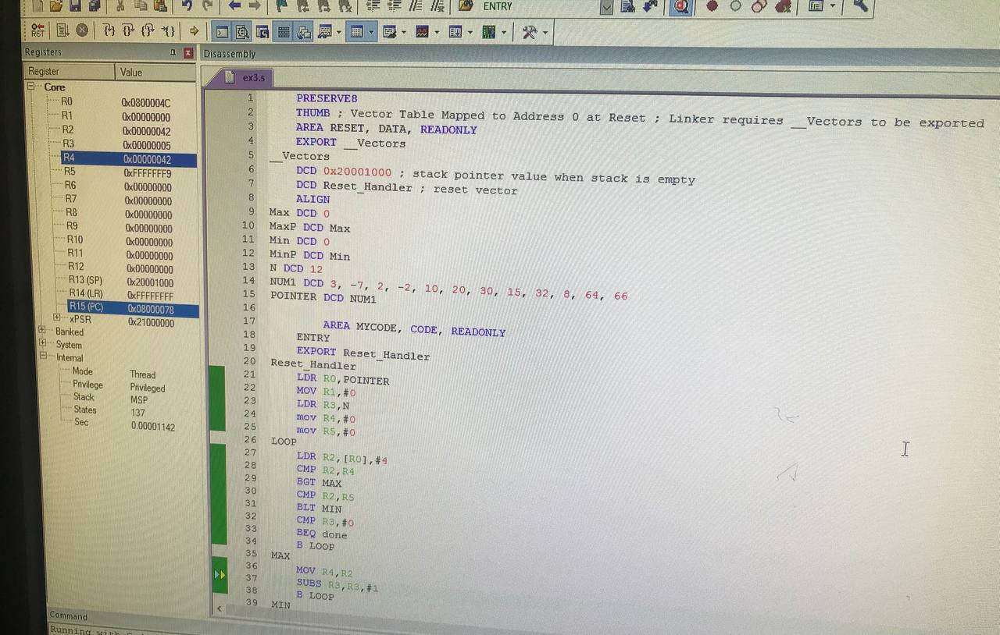 ENTRY
RST
Registers
Disassembly
Register Value
ex3.s
Core
R0 0x0800004C
R1 0x00000000
R2 0x00000042
R3 0x00000005
R4 0x00000042
R5 0xFFFFFFF9
R6 0x00000000
R7 0x00000000
R8 0x00000000
R9 0x00000000
R10 0x00000000
R11 0x00000000
R12 0x00000000
R13 (SP) 0x20001000
R14 (LR) 0xFFFFFFFF
R15 (PC) 0x08000078
xPSR 0x21000000
Banked
System
Internal
Mode Thread
Privilege Privileged
Stack MSP
States 137
Sec 0.00001142
1 PRESERVE8
2 THUMB ; Vector Table Mapped to Address 0 at Reset ; Linker requires __Vectors to be exported
3 AREA RESET, DATA, READONLY
4 EXPORT __Vectors
5 __Vectors
6 DCD 0x20001000 ; stack pointer value when stack is empty
7 DCD Reset_Handler ; reset vector
8 ALIGN
9 Max DCD 0
10 MaxP DCD Max
11 Min DCD 0
12 MinP DCD Min
13 N DCD 12
14 NUM1 DCD 3, -7, 2, -2, 10, 20, 30, 15, 32, 8, 64, 66
15 POINTER DCD NUM1
16
17 AREA MYCODE, CODE, READONLY
18 ENTRY
19 EXPORT Reset_Handler
20 Reset_Handler
21 LDR R0,POINTER
22 MOV R1,#0
23 LDR R3,N
24 mov R4,#0
25 mov R5,#0
26 LOOP
27 LDR R2,[R0],#4
28 CMP R2,R4
29 BGT MAX
30 CMP R2,R5
31 BLT MIN
32 CMP R3,#0
33 BEQ done
34 B LOOP
35 MAX
36 MOV R4,R2
37 SUBS R3,R3,#1
38 B LOOP
39 MIN
Command
Running with